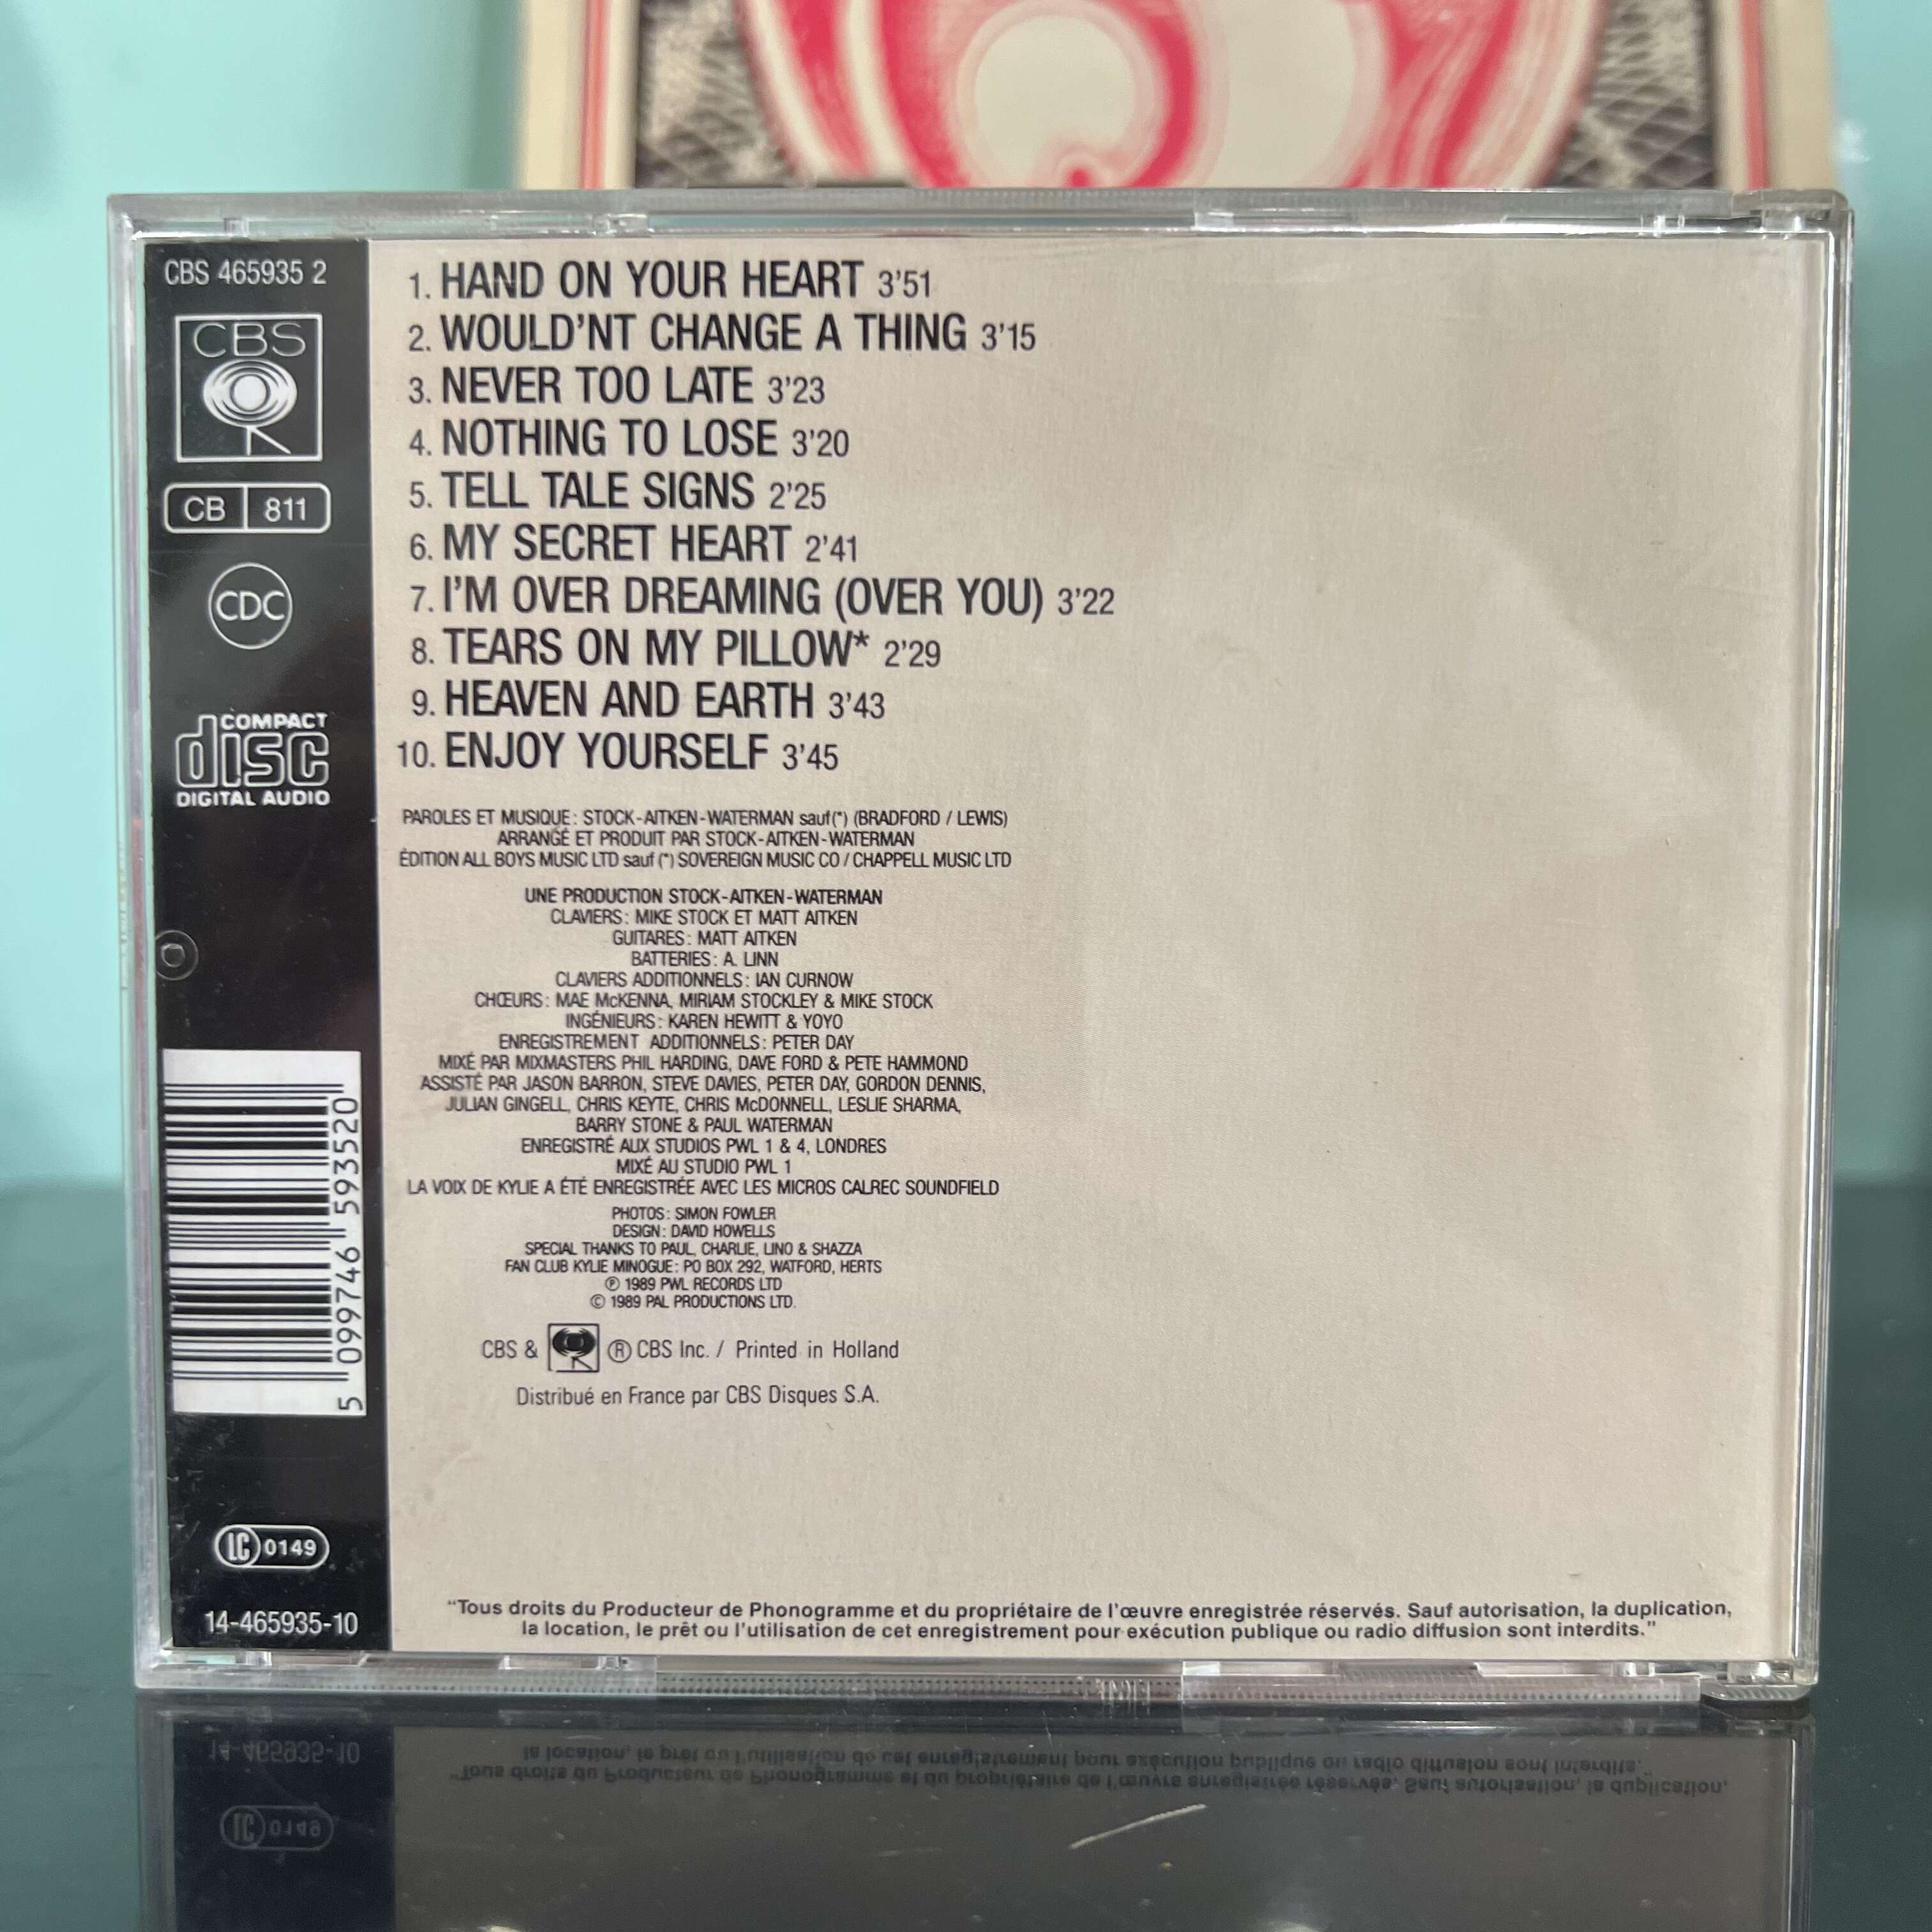 CBS 465935 2
CBS
CB 811
CDC
COMPACT
disc
DIGITAL AUDIO
5 099746 593520
LC 0149
14-465935-10
1. HAND ON YOUR HEART 3'51
2. WOULD'NT CHANGE A THING 3'15
3. NEVER TOO LATE 3'23
4. NOTHING TO LOSE 3'20
5. TELL TALE SIGNS 2'25
6. MY SECRET HEART 2'41
7. I'M OVER DREAMING (OVER YOU) 3'22
8. TEARS ON MY PILLOW* 2'29
9. HEAVEN AND EARTH 3'43
10. ENJOY YOURSELF 3'45
PAROLES ET MUSIQUE : STOCK-AITKEN-WATERMAN sauf (*) (BRADFORD / LEWIS)
ARRANGÉ ET PRODUIT PAR STOCK-AITKEN-WATERMAN
ÉDITION ALL BOYS MUSIC LTD sauf (*) SOVEREIGN MUSIC CO / CHAPPELL MUSIC LTD
UNE PRODUCTION STOCK-AITKEN-WATERMAN
CLAVIERS : MIKE STOCK ET MATT AITKEN
GUITARES : MATT AITKEN
BATTERIES : A. LINN
CLAVIERS ADDITIONNELS : IAN CURNOW
CHŒURS : MAE McKENNA, MIRIAM STOCKLEY & MIKE STOCK
INGÉNIEURS : KAREN HEWITT & YOYO
ENREGISTREMENT ADDITIONNELS : PETER DAY
MIXÉ PAR MIXMASTERS PHIL HARDING, DAVE FORD & PETE HAMMOND
ASSISTÉ PAR JASON BARRON, STEVE DAVIES, PETER DAY, GORDON DENNIS,
JULIAN GINGELL, CHRIS KEYTE, CHRIS McDONNELL, LESLIE SHARMA,
BARRY STONE & PAUL WATERMAN
ENREGISTRÉ AUX STUDIOS PWL 1 & 4, LONDRES
MIXÉ AU STUDIO PWL 1
LA VOIX DE KYLIE A ÉTÉ ENREGISTRÉE AVEC LES MICROS CALREC SOUNDFIELD
PHOTOS : SIMON FOWLER
DESIGN : DAVID HOWELLS
SPECIAL THANKS TO PAUL, CHARLIE, LINO & SHAZZA
FAN CLUB KYLIE MINOGUE : PO BOX 292, WATFORD, HERTS
℗ 1989 PWL RECORDS LTD
© 1989 PAL PRODUCTIONS LTD.
CBS & ® CBS Inc. / Printed in Holland
Distribué en France par CBS Disques S.A.
"Tous droits du Producteur de Phonogramme et du propriétaire de l'œuvre enregistrée réservés. Sauf autorisation, la duplication,
la location, le prêt ou l'utilisation de cet enregistrement pour exécution publique ou radio diffusion sont interdits."